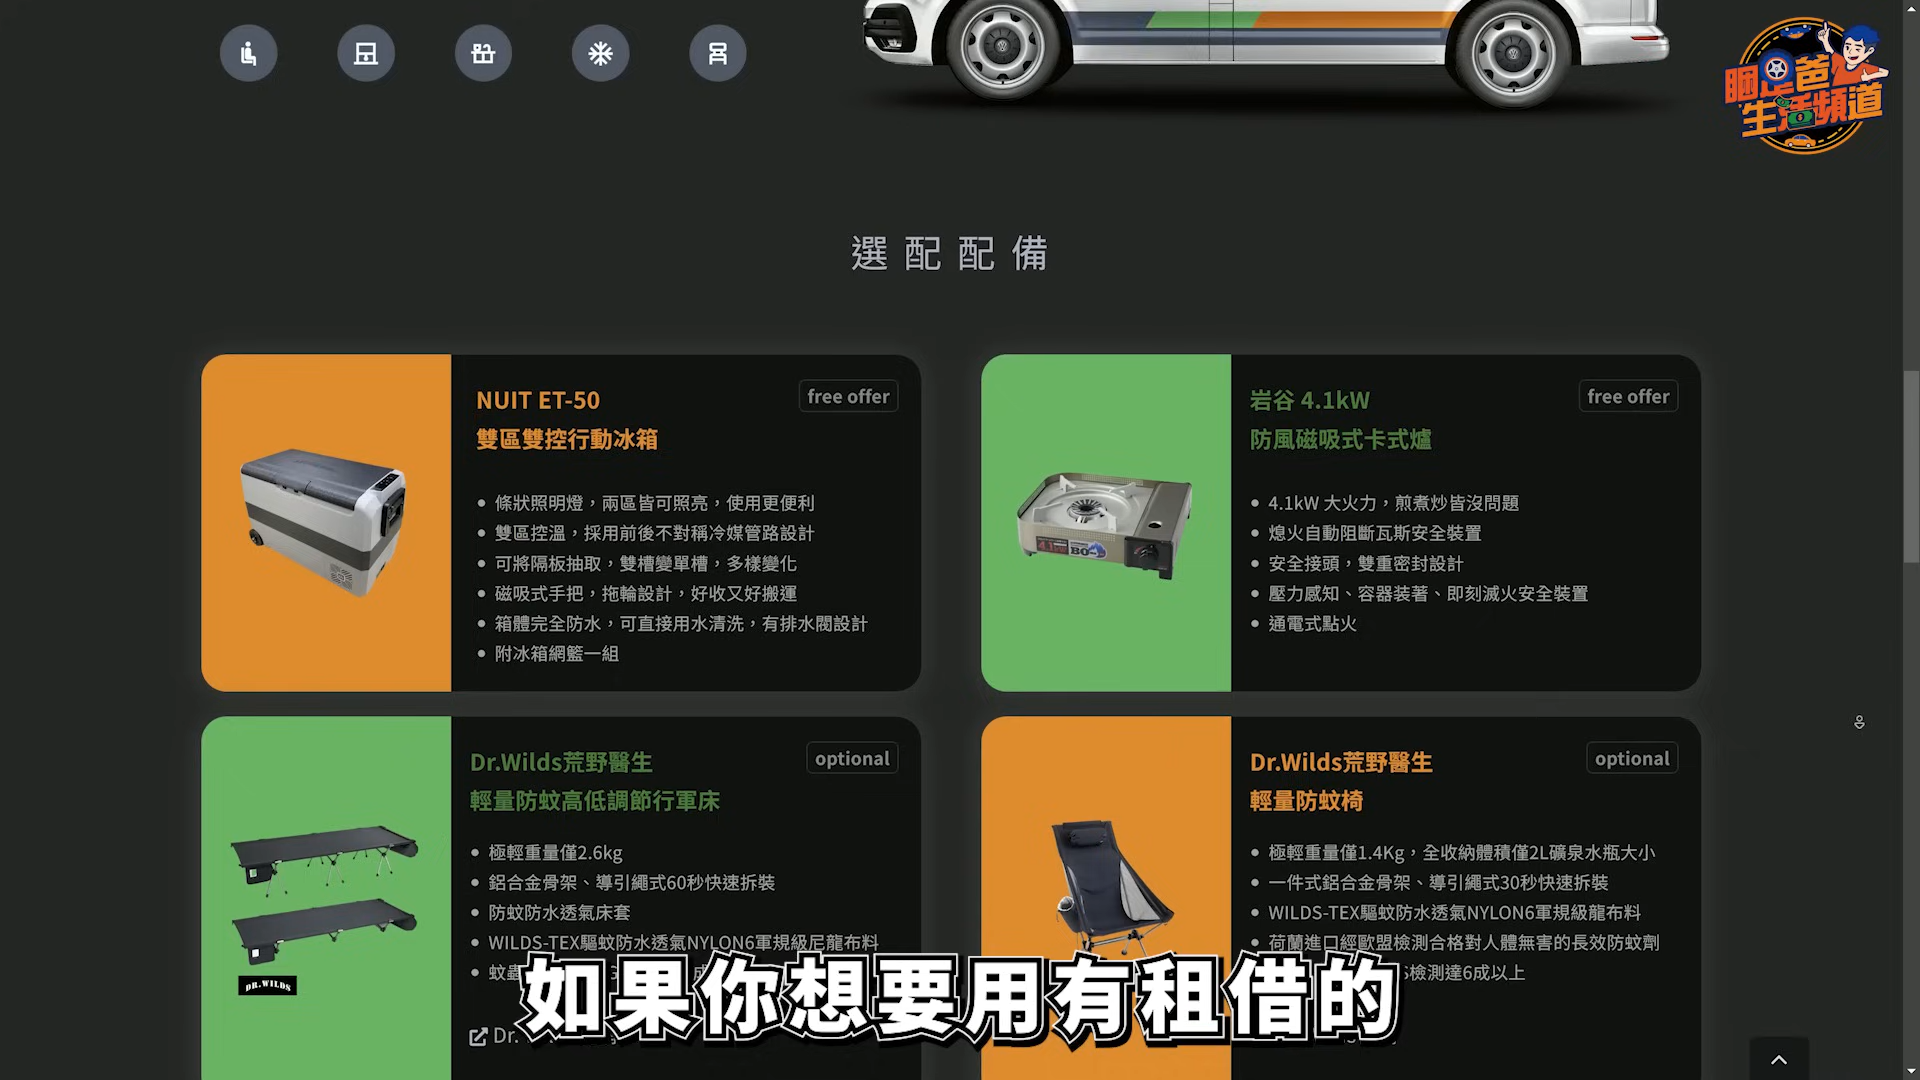 睏是爸
生活頻道
選配配備
NUIT ET-50
雙區雙控行動冰箱
free offer
條狀照明燈，兩區皆可照亮，使用更便利
雙區控溫，採用前後不對稱冷媒管路設計
可將隔板抽取，雙槽變單槽，多樣變化
磁吸式手把，拖輪設計，好收又好搬運
箱體完全防水，可直接用水清洗，有排水閥設計
附冰箱網籃一組
岩谷 4.1kW
防風磁吸式卡式爐
free offer
4.1kW 大火力，煎煮炒皆沒問題
熄火自動阻斷瓦斯安全裝置
安全接頭，雙重密封設計
壓力感知、容器装著、即刻滅火安全裝置
通電式點火
Dr.Wilds荒野醫生
輕量防蚊高低調節行軍床
optional
極輕重量僅2.6kg
鋁合金骨架、導引繩式60秒快速拆裝
防蚊防水透氣床套
WILDS-TEX驅蚊防水透氣NYLON6軍規級尼龍布料
蚊蟲
DR.WILDS
Dr.
Dr.Wilds荒野醫生
輕量防蚊椅
optional
極輕重量僅1.4Kg，全收納體積僅2L礦泉水瓶大小
一件式鋁合金骨架、導引繩式30秒快速拆裝
WILDS-TEX驅蚊防水透氣NYLON6軍規級龍布料
荷蘭進口經歐盟檢測合格對人體無害的長效防蚊劑
檢測達6成以上
如果你想要用有租借的